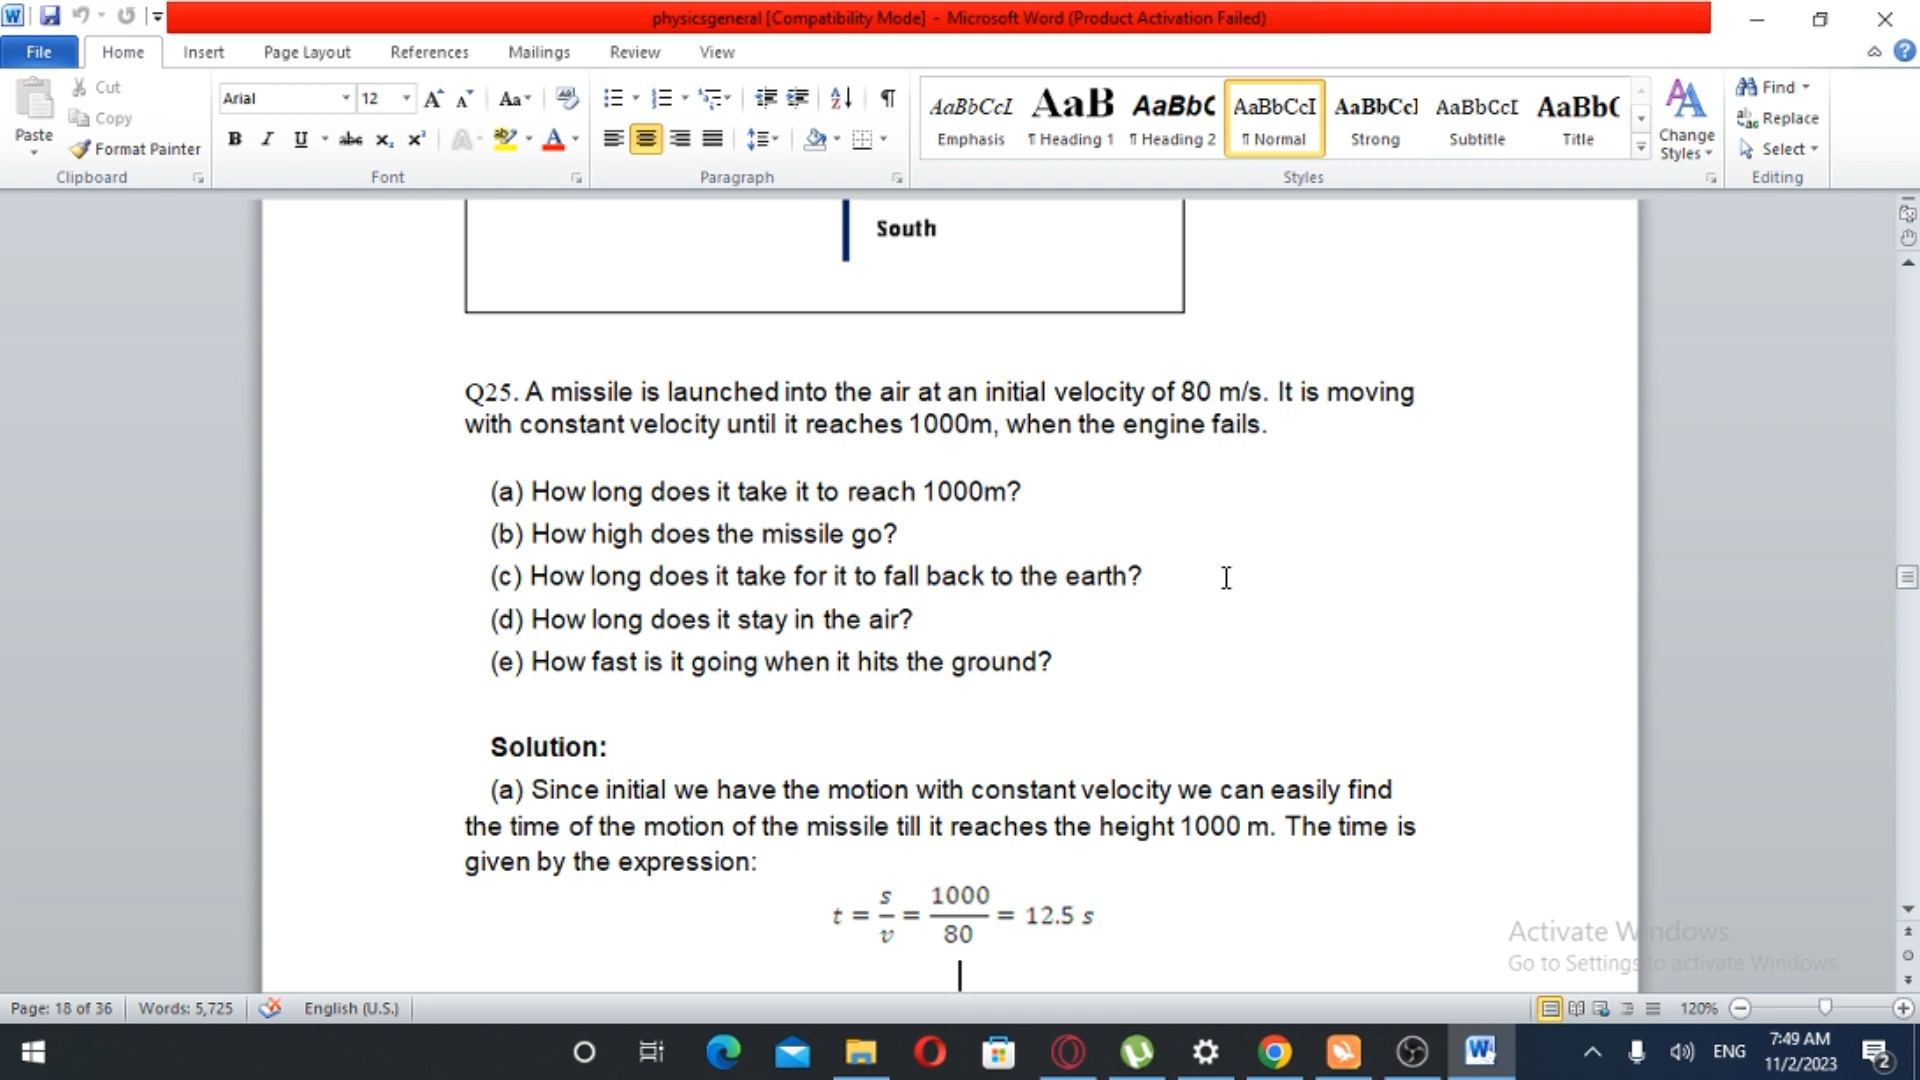 physicsgeneral [Compatibility Mode] - Microsoft Word (Product Activation Failed)
File Home Insert Page Layout References Mailings Review View
Paste
Cut
Copy
Format Painter
Clipboard
Arial 12
Font
Paragraph
AaBbCcI AaB AaBbC AaBbCcI AaBbCcl AaBbCcI AaBb(
Emphasis ¶ Heading 1 ¶ Heading 2 ¶ Normal Strong Subtitle Title
Styles
Change Styles
Find
Replace
Select
Editing
South
Q25. A missile is launched into the air at an initial velocity of 80 m/s. It is moving
with constant velocity until it reaches 1000m, when the engine fails.
(a) How long does it take it to reach 1000m?
(b) How high does the missile go?
(c) How long does it take for it to fall back to the earth?
(d) How long does it stay in the air?
(e) How fast is it going when it hits the ground?
Solution:
(a) Since initial we have the motion with constant velocity we can easily find
the time of the motion of the missile till it reaches the height 1000 m. The time is
given by the expression:
t = s/v = 1000/80 = 12.5 s
Activate Windows
Go to Settings to activate Windows.
Page: 18 of 36 Words: 5,725 English (U.S.) 120%
ENG
7:49 AM
11/2/2023
2